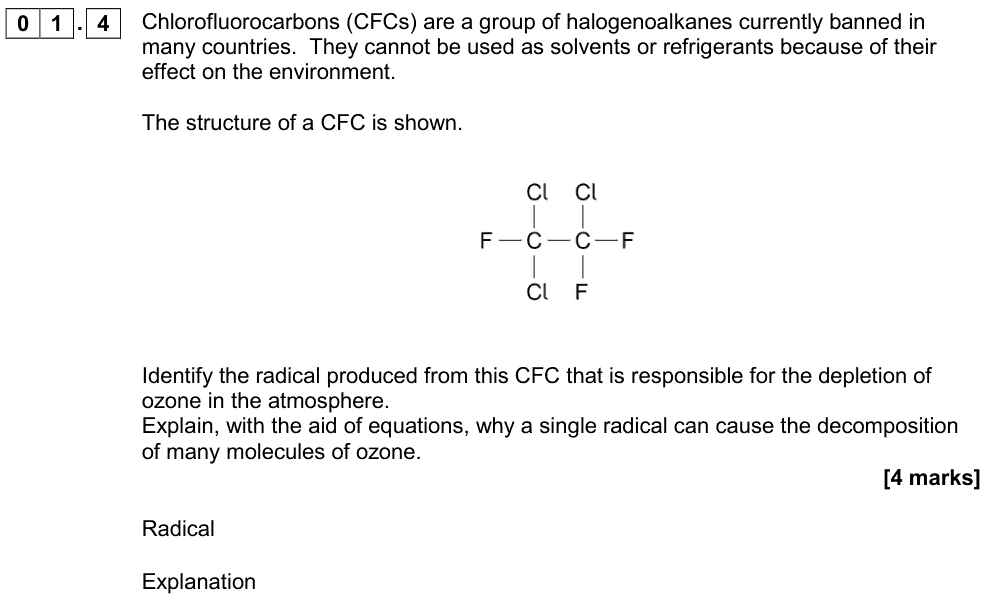 0 1 . 4 Chlorofluorocarbons (CFCs) are a group of halogenoalkanes currently banned in
many countries. They cannot be used as solvents or refrigerants because of their
effect on the environment.
The structure of a CFC is shown.
Cl Cl
F — C — C — F
Cl F
Identify the radical produced from this CFC that is responsible for the depletion of
ozone in the atmosphere.
Explain, with the aid of equations, why a single radical can cause the decomposition
of many molecules of ozone.
[4 marks]
Radical
Explanation